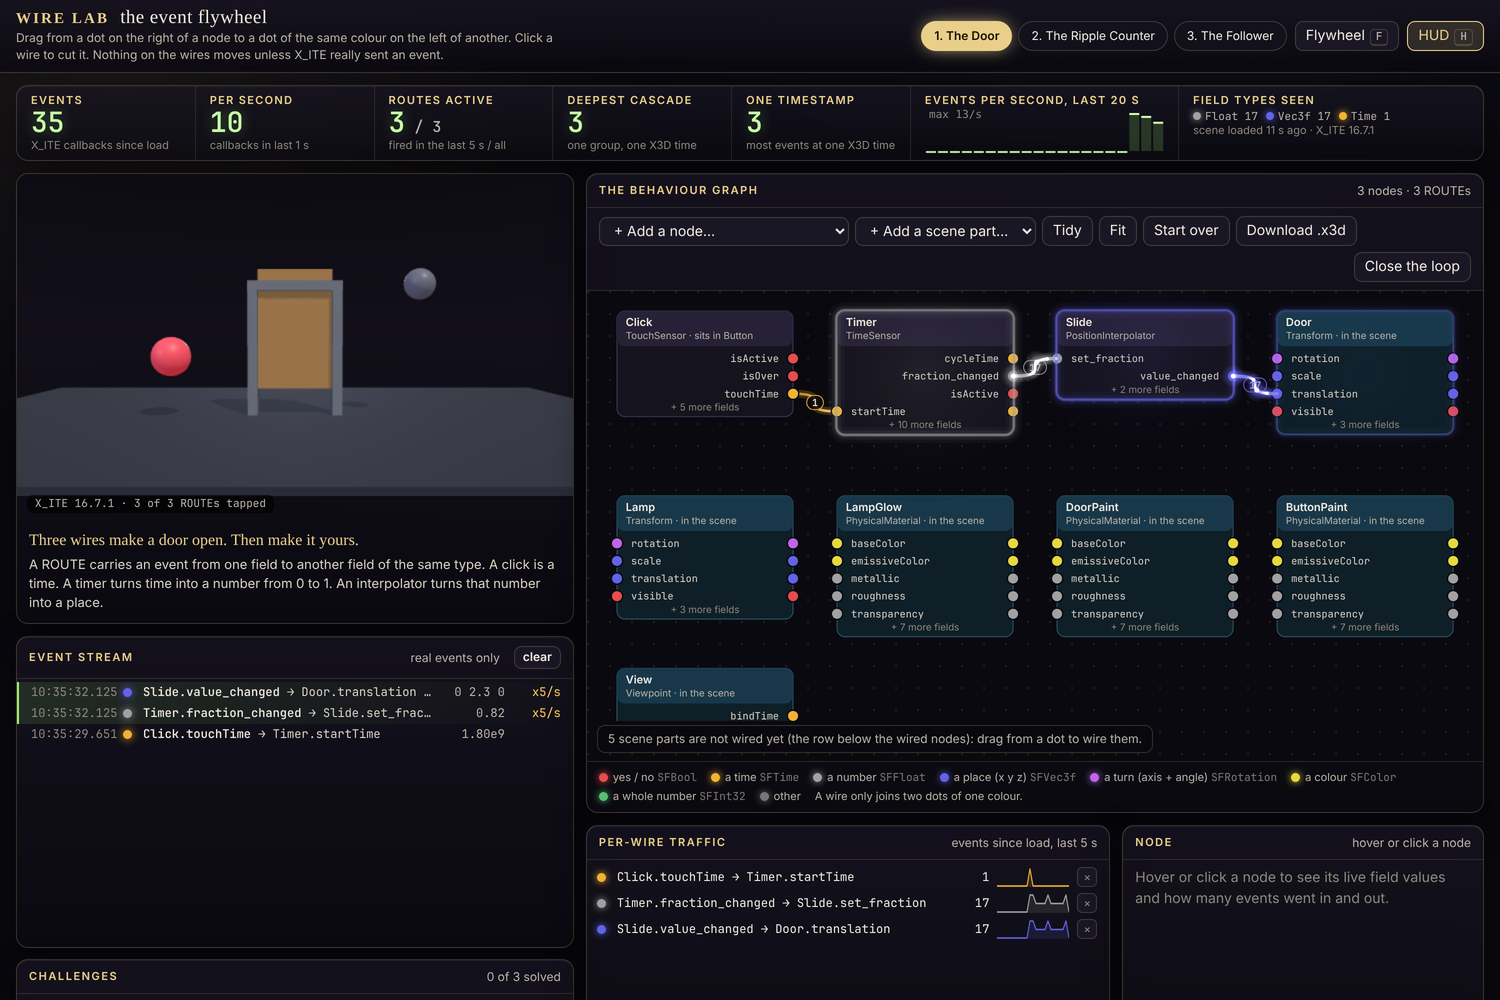 WIRE LAB the event flywheel
Drag from a dot on the right of a node to a dot of the same colour on the left of another. Click a
wire to cut it. Nothing on the wires moves unless X_ITE really sent an event.
1. The Door
2. The Ripple Counter
3. The Follower
Flywheel F
HUD H
EVENTS
35
X_ITE callbacks since load
PER SECOND
10
callbacks in last 1 s
ROUTES ACTIVE
3 / 3
fired in the last 5 s / all
DEEPEST CASCADE
3
one group, one X3D time
ONE TIMESTAMP
3
most events at one X3D time
EVENTS PER SECOND, LAST 20 S
max 13/s
FIELD TYPES SEEN
Float 17 Vec3f 17 Time 1
scene loaded 11 s ago · X_ITE 16.7.1
X_ITE 16.7.1 · 3 of 3 ROUTEs tapped
Three wires make a door open. Then make it yours.
A ROUTE carries an event from one field to another field of the same type. A click is a
time. A timer turns time into a number from 0 to 1. An interpolator turns that number
into a place.
EVENT STREAM
real events only
clear
10:35:32.125 Slide.value_changed → Door.translation … 0 2.3 0 x5/s
10:35:32.125 Timer.fraction_changed → Slide.set_frac… 0.82 x5/s
10:35:29.651 Click.touchTime → Timer.startTime 1.80e9
CHALLENGES
0 of 3 solved
THE BEHAVIOUR GRAPH
3 nodes · 3 ROUTEs
+ Add a node...
+ Add a scene part...
Tidy
Fit
Start over
Download .x3d
Close the loop
Click
TouchSensor · sits in Button
isActive
isOver
touchTime
+ 5 more fields
1
Timer
TimeSensor
cycleTime
fraction_changed
isActive
startTime
+ 10 more fields
Slide
PositionInterpolator
set_fraction
value_changed
+ 2 more fields
17
Door
Transform · in the scene
rotation
scale
translation
visible
+ 3 more fields
Lamp
Transform · in the scene
rotation
scale
translation
visible
+ 3 more fields
LampGlow
PhysicalMaterial · in the scene
baseColor
emissiveColor
metallic
roughness
transparency
+ 7 more fields
DoorPaint
PhysicalMaterial · in the scene
baseColor
emissiveColor
metallic
roughness
transparency
+ 7 more fields
ButtonPaint
PhysicalMaterial · in the scene
baseColor
emissiveColor
metallic
roughness
transparency
+ 7 more fields
View
Viewpoint · in the scene
bindTime
5 scene parts are not wired yet (the row below the wired nodes): drag from a dot to wire them.
yes / no SFBool a time SFTime a number SFFloat a place (x y z) SFVec3f a turn (axis + angle) SFRotation a colour SFColor
a whole number SFInt32 other A wire only joins two dots of one colour.
PER-WIRE TRAFFIC
events since load, last 5 s
Click.touchTime → Timer.startTime 1 ×
Timer.fraction_changed → Slide.set_fraction 17 ×
Slide.value_changed → Door.translation 17 ×
NODE
hover or click a node
Hover or click a node to see its live field values
and how many events went in and out.